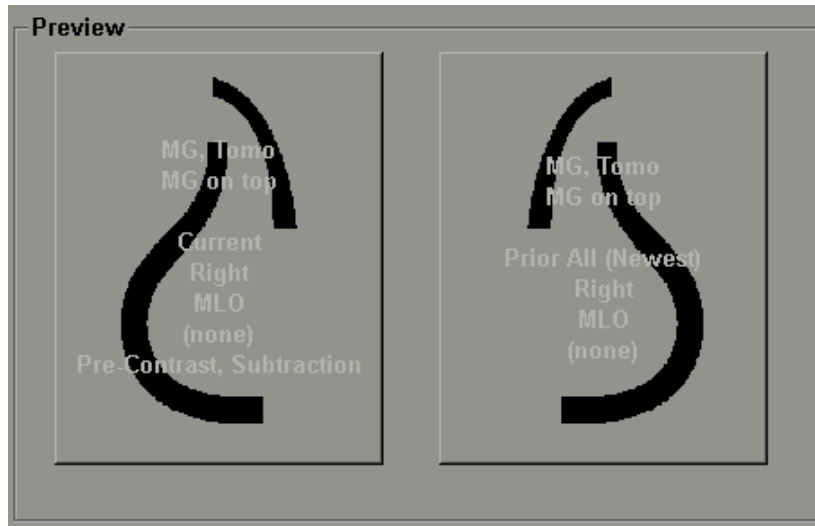 Preview
MG, Tomo
MG on top
Current
Right
MLO
(none)
Pre-Contrast, Subtraction
MG, Tomo
MG on top
Prior All (Newest)
Right
MLO
(none)